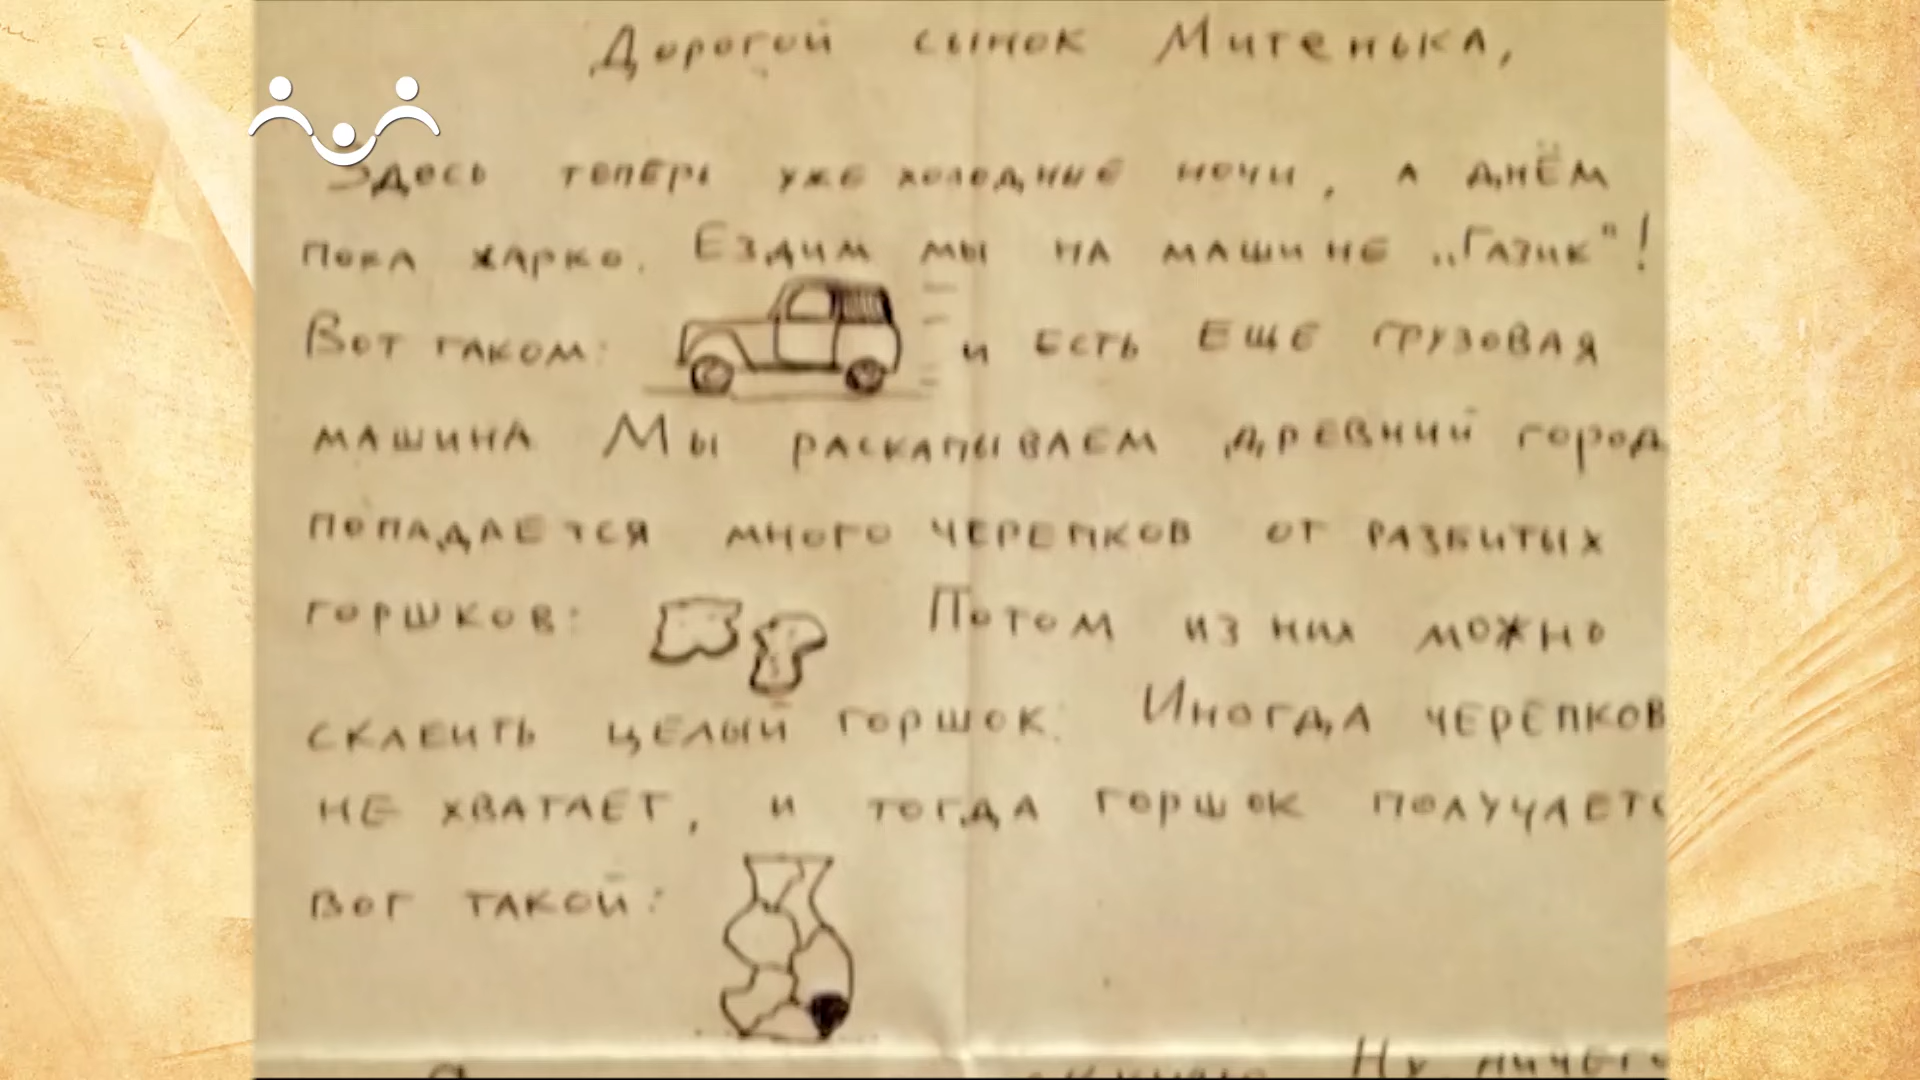 Дорогой сынок Митенька,
Здесь теперь уже холодные ночи, а днём
пока жарко. Ездим мы на машине „Газик"!
Вот таком: и есть ещё грузовая
машина Мы раскапываем древний город
попадается много черепков от разбитых
горшков: Потом из них можно
склеить целый горшок. Иногда черепков
не хватает, и тогда горшок получаетс
вот такой:
Ну ничего